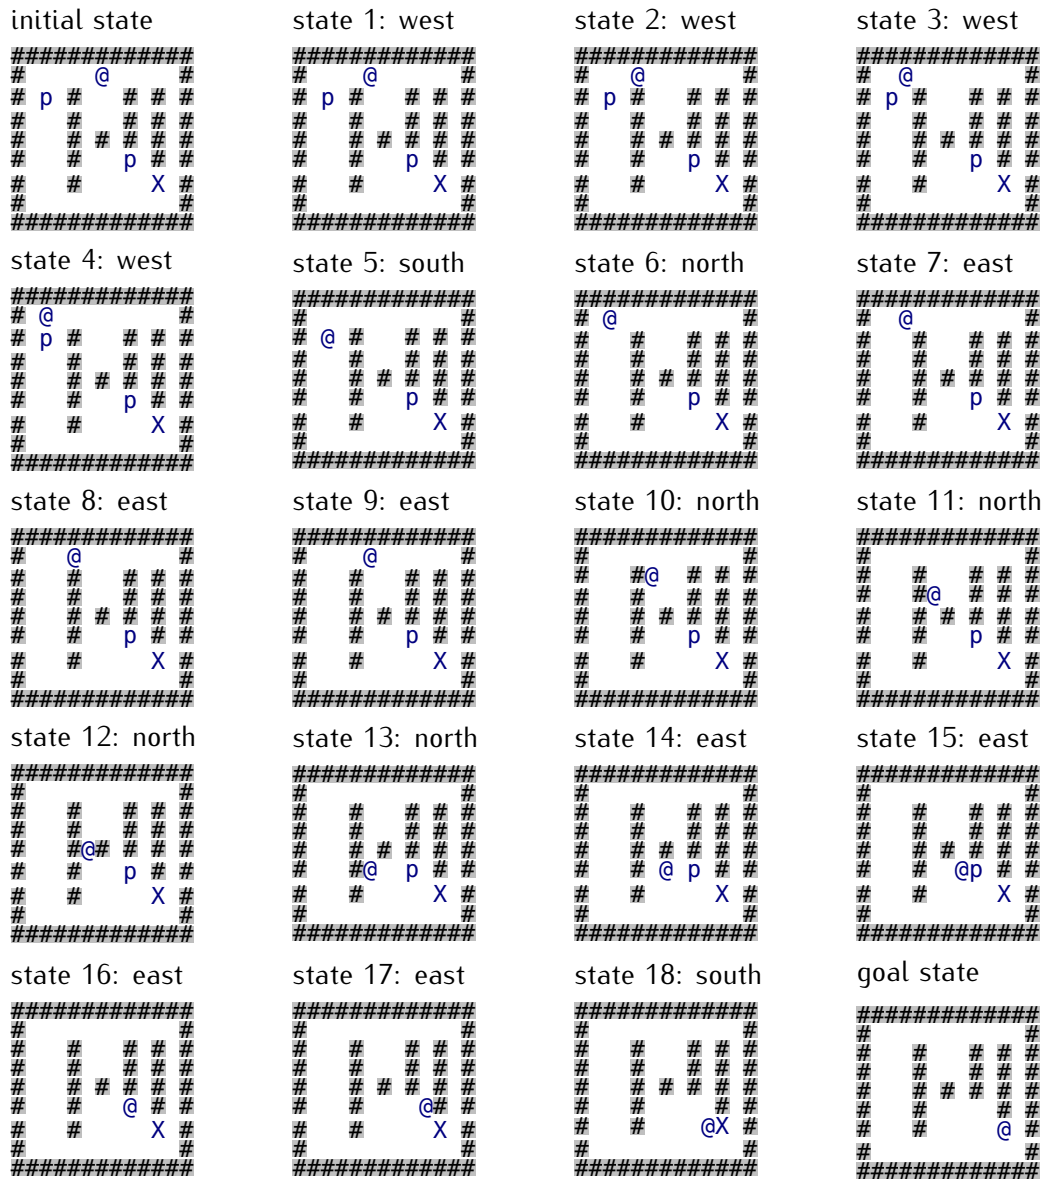 initial state
#############
#     @     #
# p #   # # #
#   #   # # #
#   # # # # #
#   #   p # #
#   #     X #
#           #
#############
state 1: west
#############
#    @      #
# p #   # # #
#   #   # # #
#   # # # # #
#   #   p # #
#   #     X #
#           #
#############
state 2: west
#############
#   @       #
# p #   # # #
#   #   # # #
#   # # # # #
#   #   p # #
#   #     X #
#           #
#############
state 3: west
#############
#  @        #
# p #   # # #
#   #   # # #
#   # # # # #
#   #   p # #
#   #     X #
#           #
#############
state 4: west
#############
# @         #
# p #   # # #
#   #   # # #
#   # # # # #
#   #   p # #
#   #     X #
#           #
#############
state 5: south
#############
#           #
# @ #   # # #
#   #   # # #
#   # # # # #
#   #   p # #
#   #     X #
#           #
#############
state 6: north
#############
# @         #
#   #   # # #
#   #   # # #
#   # # # # #
#   #   p # #
#   #     X #
#           #
#############
state 7: east
#############
#  @        #
#   #   # # #
#   #   # # #
#   # # # # #
#   #   p # #
#   #     X #
#           #
#############
state 8: east
#############
#   @       #
#   #   # # #
#   #   # # #
#   # # # # #
#   #   p # #
#   #     X #
#           #
#############
state 9: east
#############
#    @      #
#   #   # # #
#   #   # # #
#   # # # # #
#   #   p # #
#   #     X #
#           #
#############
state 10: north
#############
#           #
#   #@  # # #
#   #   # # #
#   # # # # #
#   #   p # #
#   #     X #
#           #
#############
state 11: north
#############
#           #
#   #   # # #
#   #@  # # #
#   # # # # #
#   #   p # #
#   #     X #
#           #
#############
state 12: north
#############
#           #
#   #   # # #
#   #   # # #
#   #@# # # #
#   #   p # #
#   #     X #
#           #
#############
state 13: north
#############
#           #
#   #   # # #
#   #   # # #
#   # # # # #
#   #@  p # #
#   #     X #
#           #
#############
state 14: east
#############
#           #
#   #   # # #
#   #   # # #
#   # # # # #
#   # @ p # #
#   #     X #
#           #
#############
state 15: east
#############
#           #
#   #   # # #
#   #   # # #
#   # # # # #
#   #  @p # #
#   #     X #
#           #
#############
state 16: east
#############
#           #
#   #   # # #
#   #   # # #
#   # # # # #
#   #   @ # #
#   #     X #
#           #
#############
state 17: east
#############
#           #
#   #   # # #
#   #   # # #
#   # # # # #
#   #    @# #
#   #     X #
#           #
#############
state 18: south
#############
#           #
#   #   # # #
#   #   # # #
#   # # # # #
#   #     # #
#   #    @X #
#           #
#############
goal state
#############
#           #
#   #   # # #
#   #   # # #
#   # # # # #
#   #     # #
#   #     @ #
#           #
#############